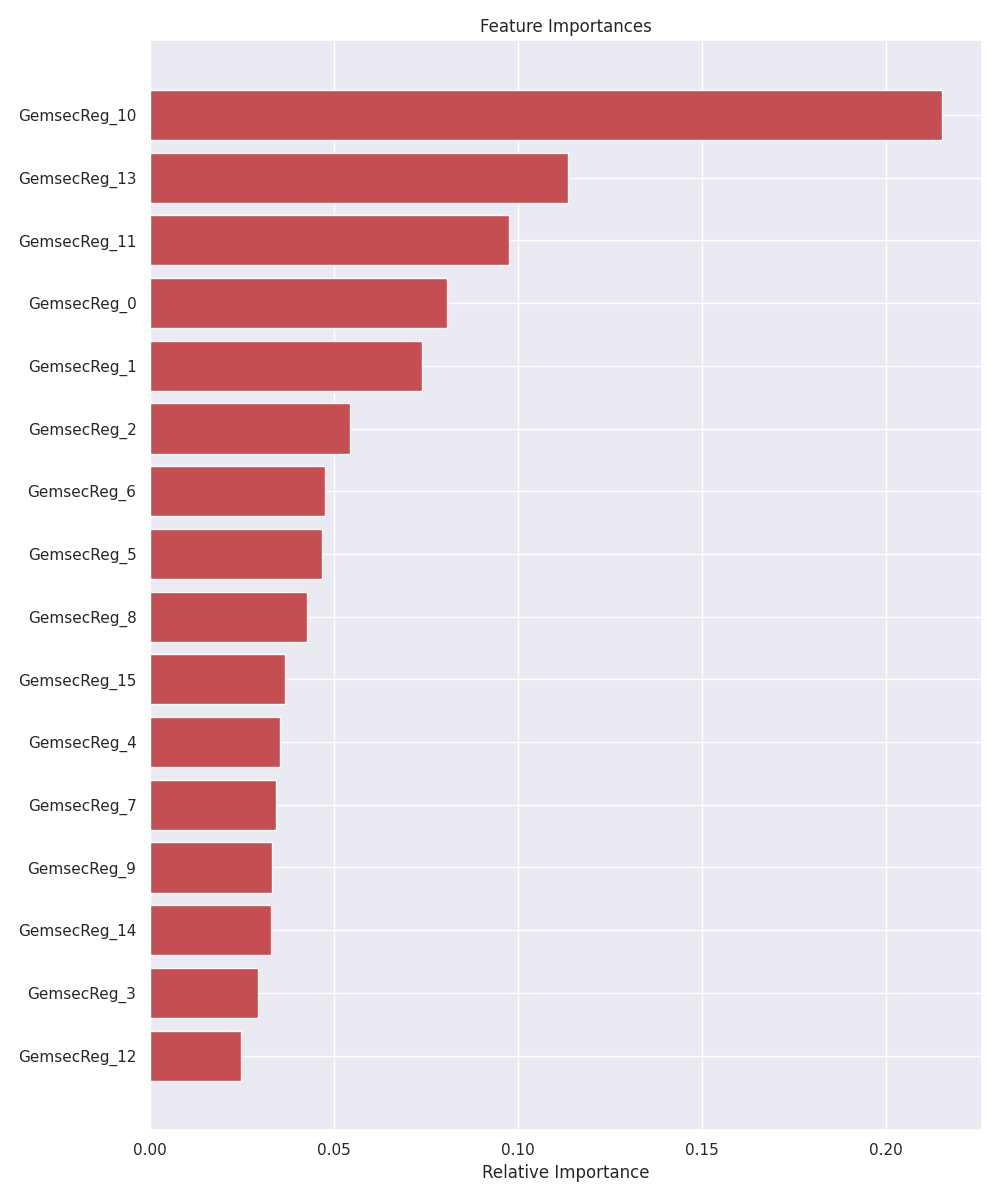 Feature Importances
GemsecReg_10
GemsecReg_13
GemsecReg_11
GemsecReg_0
GemsecReg_1
GemsecReg_2
GemsecReg_6
GemsecReg_5
GemsecReg_8
GemsecReg_15
GemsecReg_4
GemsecReg_7
GemsecReg_9
GemsecReg_14
GemsecReg_3
GemsecReg_12
0.00 0.05 0.10 0.15 0.20
Relative Importance